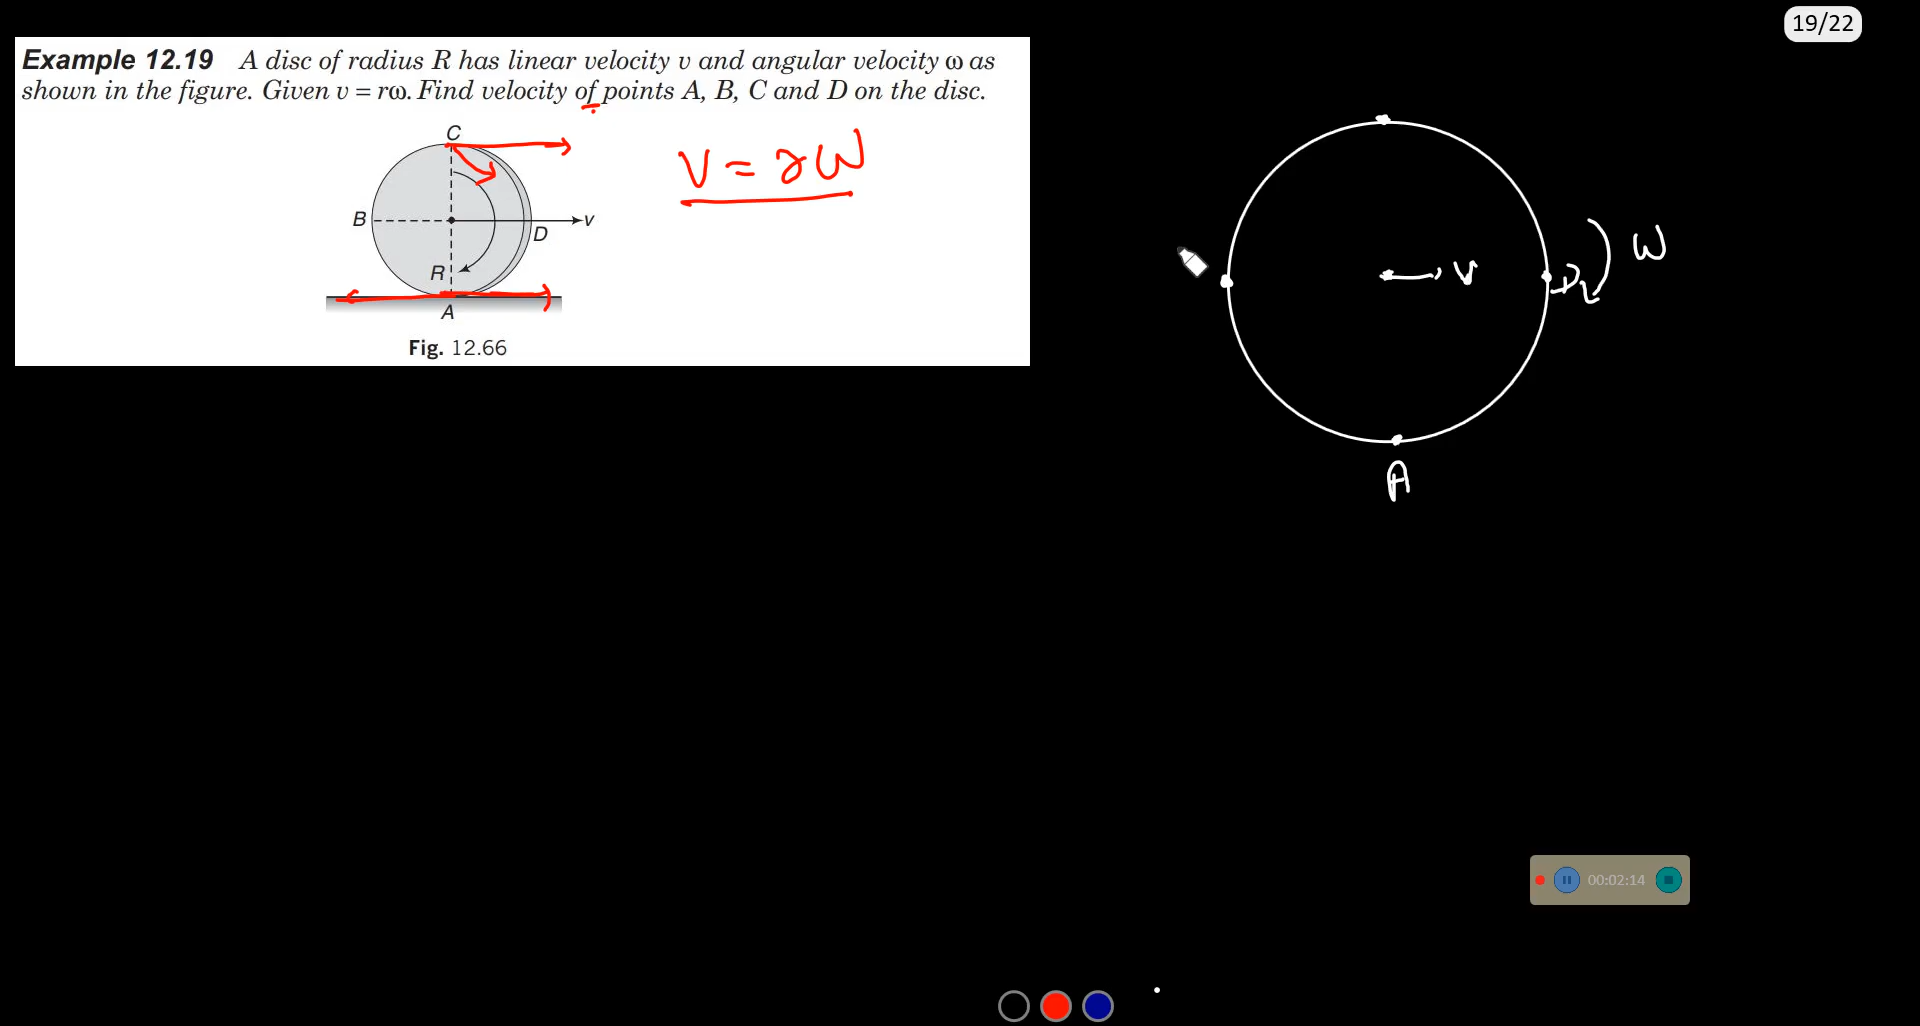 19/22
Example 12.19 A disc of radius R has linear velocity v and angular velocity ω as
shown in the figure. Given v = rω. Find velocity of points A, B, C and D on the disc.
C
V = rω
B
v
D
R
A
Fig. 12.66
ω
V
D
A
00:02:14